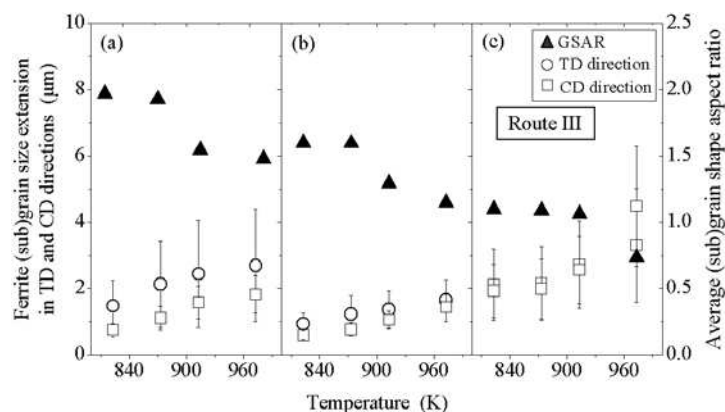 10
8
6
4
2
0
Ferrite (sub)grain size extension
in TD and CD directions (μm)
(a)
(b)
(c)
▲ GSAR
○ TD direction
□ CD direction
Route III
2.5
2.0
1.5
1.0
0.5
0.0
Average (sub)grain shape aspect ratio
840 900 960 840 900 960 840 900 960
Temperature (K)